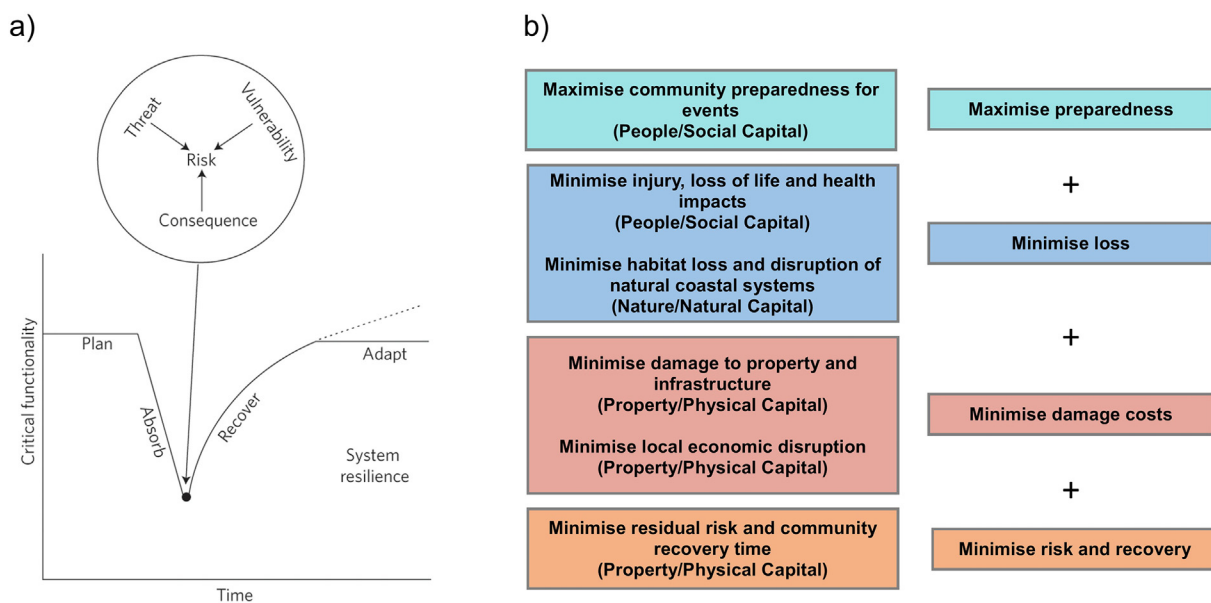 a)
Threat
Vulnerability
Risk
Consequence
Critical functionality
Plan
Absorb
Recover
Adapt
System
resilience
Time
b)
Maximise community preparedness for
events
(People/Social Capital)
Maximise preparedness
+
Minimise injury, loss of life and health
impacts
(People/Social Capital)
Minimise habitat loss and disruption of
natural coastal systems
(Nature/Natural Capital)
Minimise loss
+
Minimise damage to property and
infrastructure
(Property/Physical Capital)
Minimise local economic disruption
(Property/Physical Capital)
Minimise damage costs
+
Minimise residual risk and community
recovery time
(Property/Physical Capital)
Minimise risk and recovery